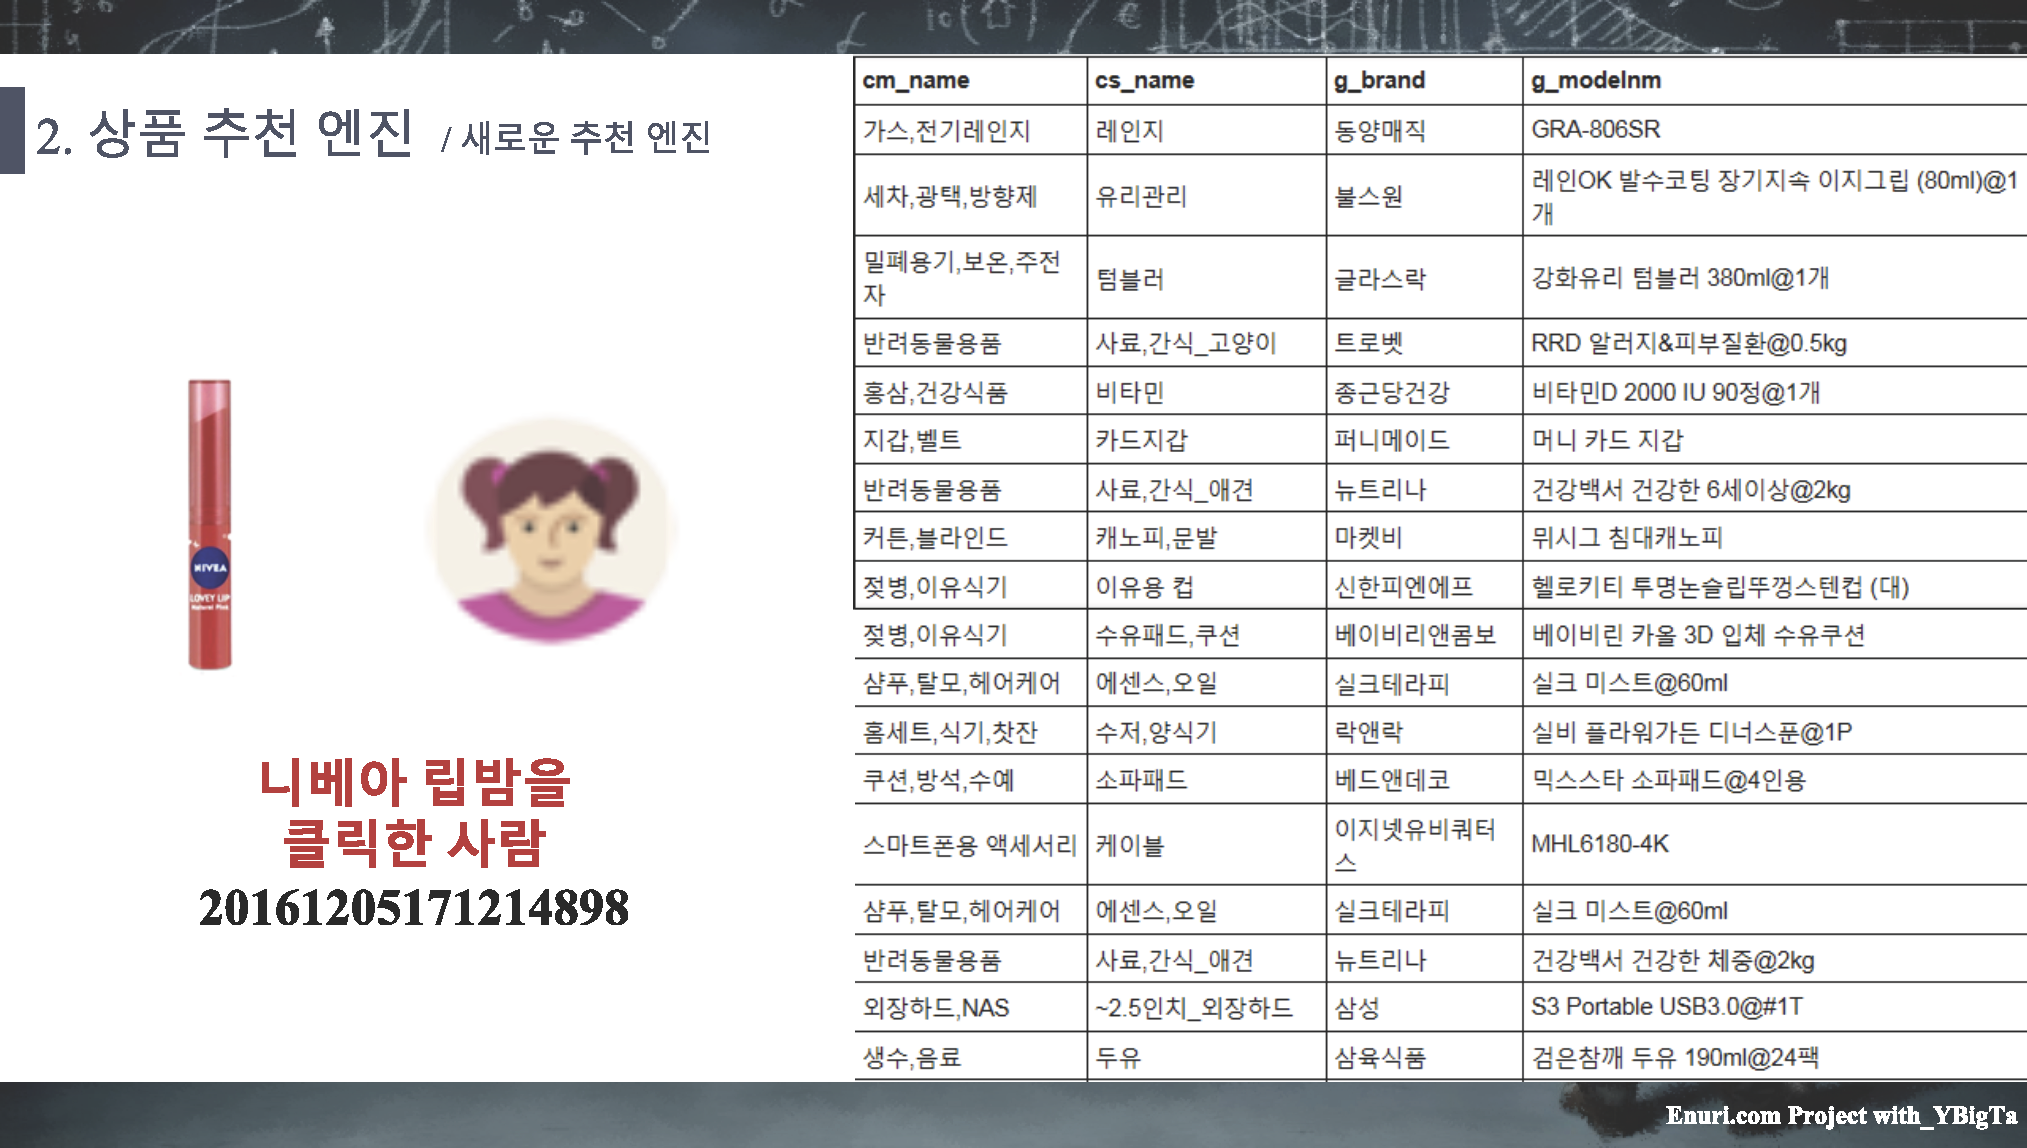 2. 상품 추천 엔진 / 새로운 추천 엔진
NIVEA
LOVEY LIP
Natural Pink
니베아 립밤을
클릭한 사람
20161205171214898
cm_name cs_name g_brand g_modelnm
가스,전기레인지 레인지 동양매직 GRA-806SR
세차,광택,방향제 유리관리 불스원 레인OK 발수코팅 장기지속 이지그립 (80ml)@1
개
밀폐용기,보온,주전
자 텀블러 글라스락 강화유리 텀블러 380ml@1개
반려동물용품 사료,간식_고양이 트로벳 RRD 알러지&피부질환@0.5kg
홍삼,건강식품 비타민 종근당건강 비타민D 2000 IU 90정@1개
지갑,벨트 카드지갑 퍼니메이드 머니 카드 지갑
반려동물용품 사료,간식_애견 뉴트리나 건강백서 건강한 6세이상@2kg
커튼,블라인드 캐노피,문발 마켓비 뮈시그 침대캐노피
젖병,이유식기 이유용 컵 신한피엔에프 헬로키티 투명논슬립뚜껑스텐컵 (대)
젖병,이유식기 수유패드,쿠션 베이비리앤콤보 베이비린 카올 3D 입체 수유쿠션
샴푸,탈모,헤어케어 에센스,오일 실크테라피 실크 미스트@60ml
홈세트,식기,찻잔 수저,양식기 락앤락 실비 플라워가든 디너스푼@1P
쿠션,방석,수예 소파패드 베드앤데코 믹스스타 소파패드@4인용
스마트폰용 액세서리 케이블 이지넷유비쿼터
스 MHL6180-4K
샴푸,탈모,헤어케어 에센스,오일 실크테라피 실크 미스트@60ml
반려동물용품 사료,간식_애견 뉴트리나 건강백서 건강한 체중@2kg
외장하드,NAS ~2.5인치_외장하드 삼성 S3 Portable USB3.0@#1T
생수,음료 두유 삼육식품 검은참깨 두유 190ml@24팩
Enuri.com Project with_YBigTa